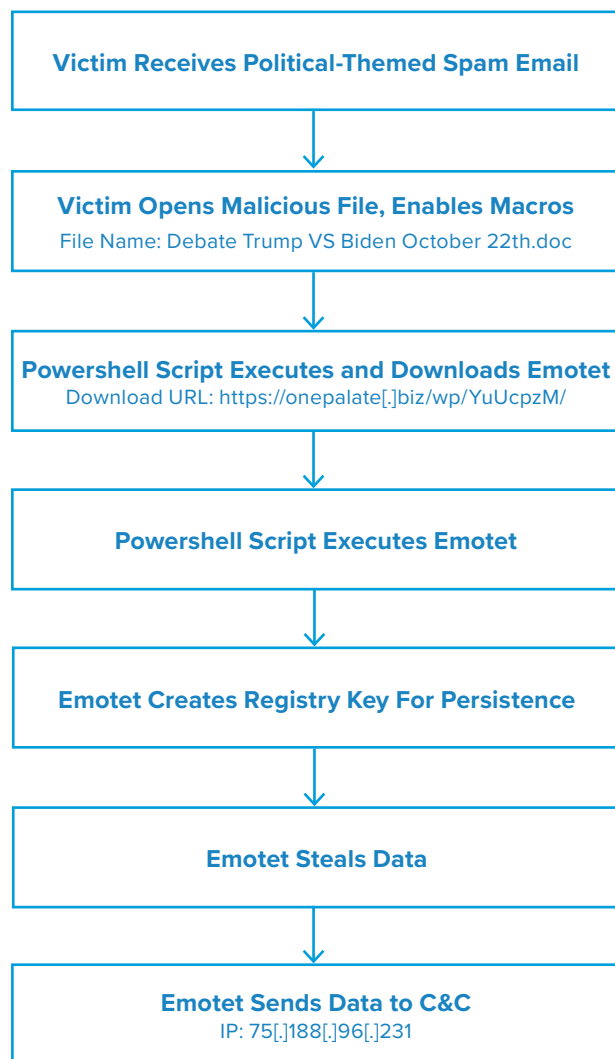 Victim Receives Political-Themed Spam Email
Victim Opens Malicious File, Enables Macros
File Name: Debate Trump VS Biden October 22th.doc
Powershell Script Executes and Downloads Emotet
Download URL: https://onepalate[.]biz/wp/YuUcpzM/
Powershell Script Executes Emotet
Emotet Creates Registry Key For Persistence
Emotet Steals Data
Emotet Sends Data to C&C
IP: 75[.]188[.]96[.]231